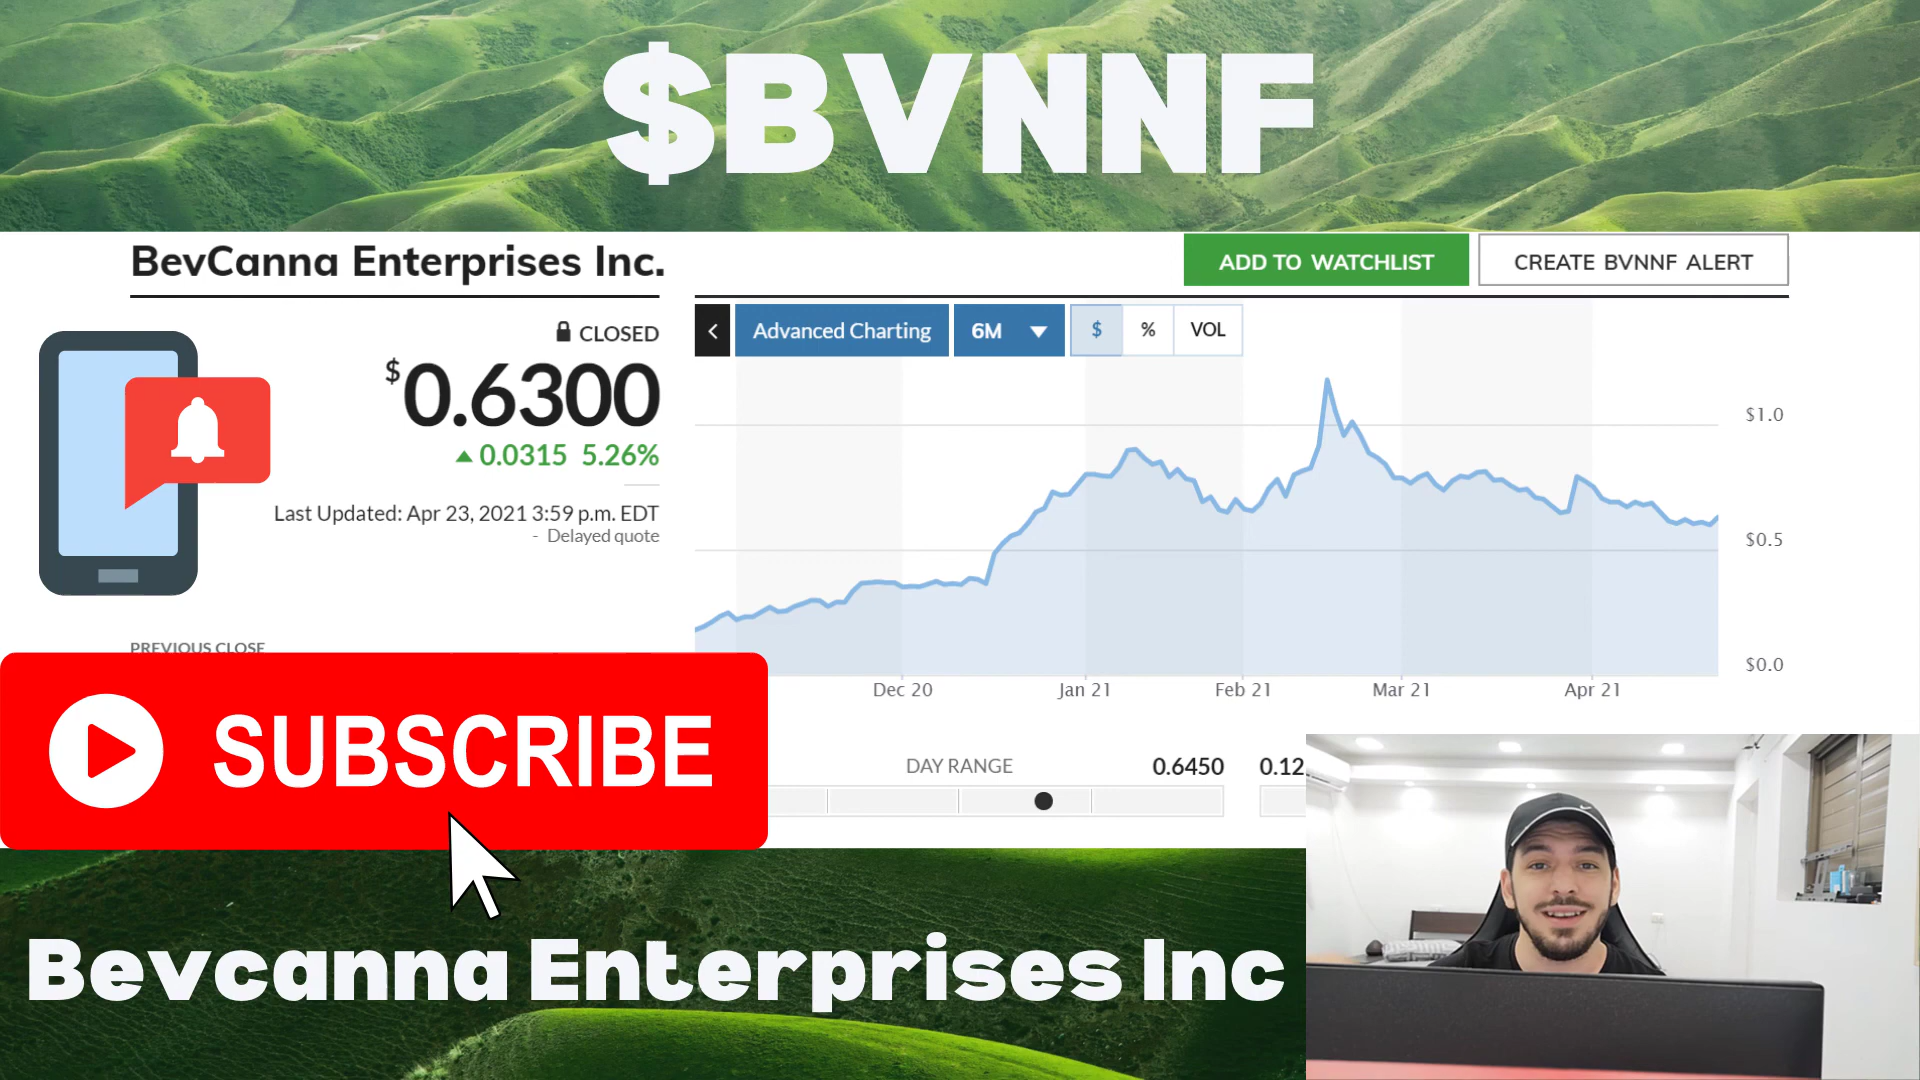 $BVNNF
BevCanna Enterprises Inc.
ADD TO WATCHLIST
CREATE BVNNF ALERT
CLOSED
$0.6300
0.0315 5.26%
Last Updated: Apr 23, 2021 3:59 p.m. EDT
- Delayed quote
PREVIOUS CLOSE
Advanced Charting
6M
$
%
VOL
$1.0
$0.5
$0.0
Dec 20
Jan 21
Feb 21
Mar 21
Apr 21
SUBSCRIBE
DAY RANGE
0.6450
0.12
Bevcanna Enterprises Inc